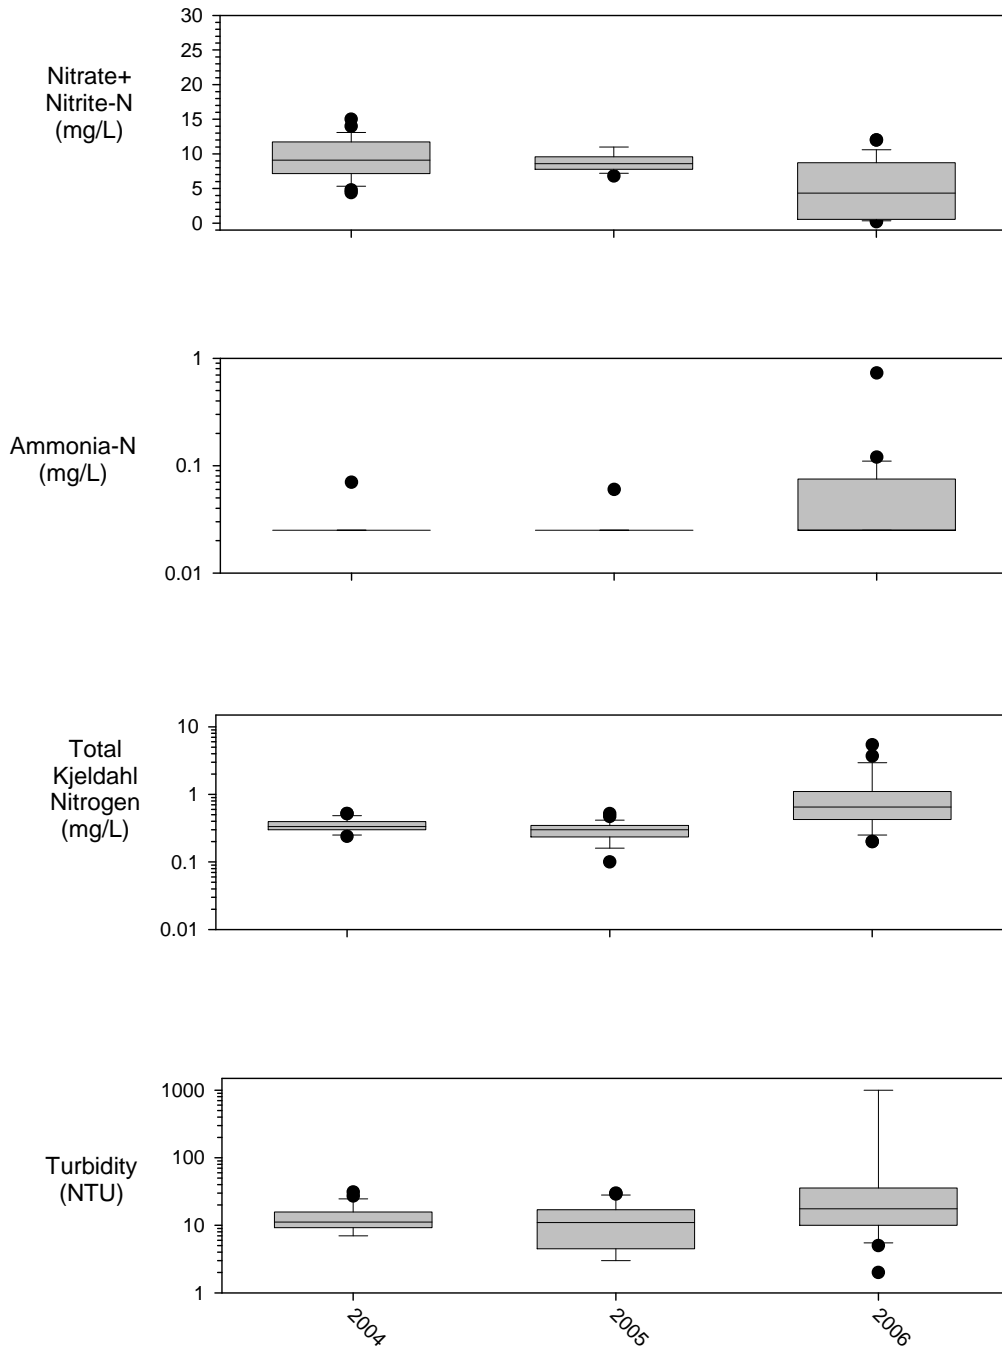 30
25
20
15
10
5
0
Nitrate+
Nitrite-N
(mg/L)
1
0.1
0.01
Ammonia-N
(mg/L)
10
1
0.1
0.01
Total
Kjeldahl
Nitrogen
(mg/L)
1000
100
10
1
Turbidity
(NTU)
2004
2005
2006